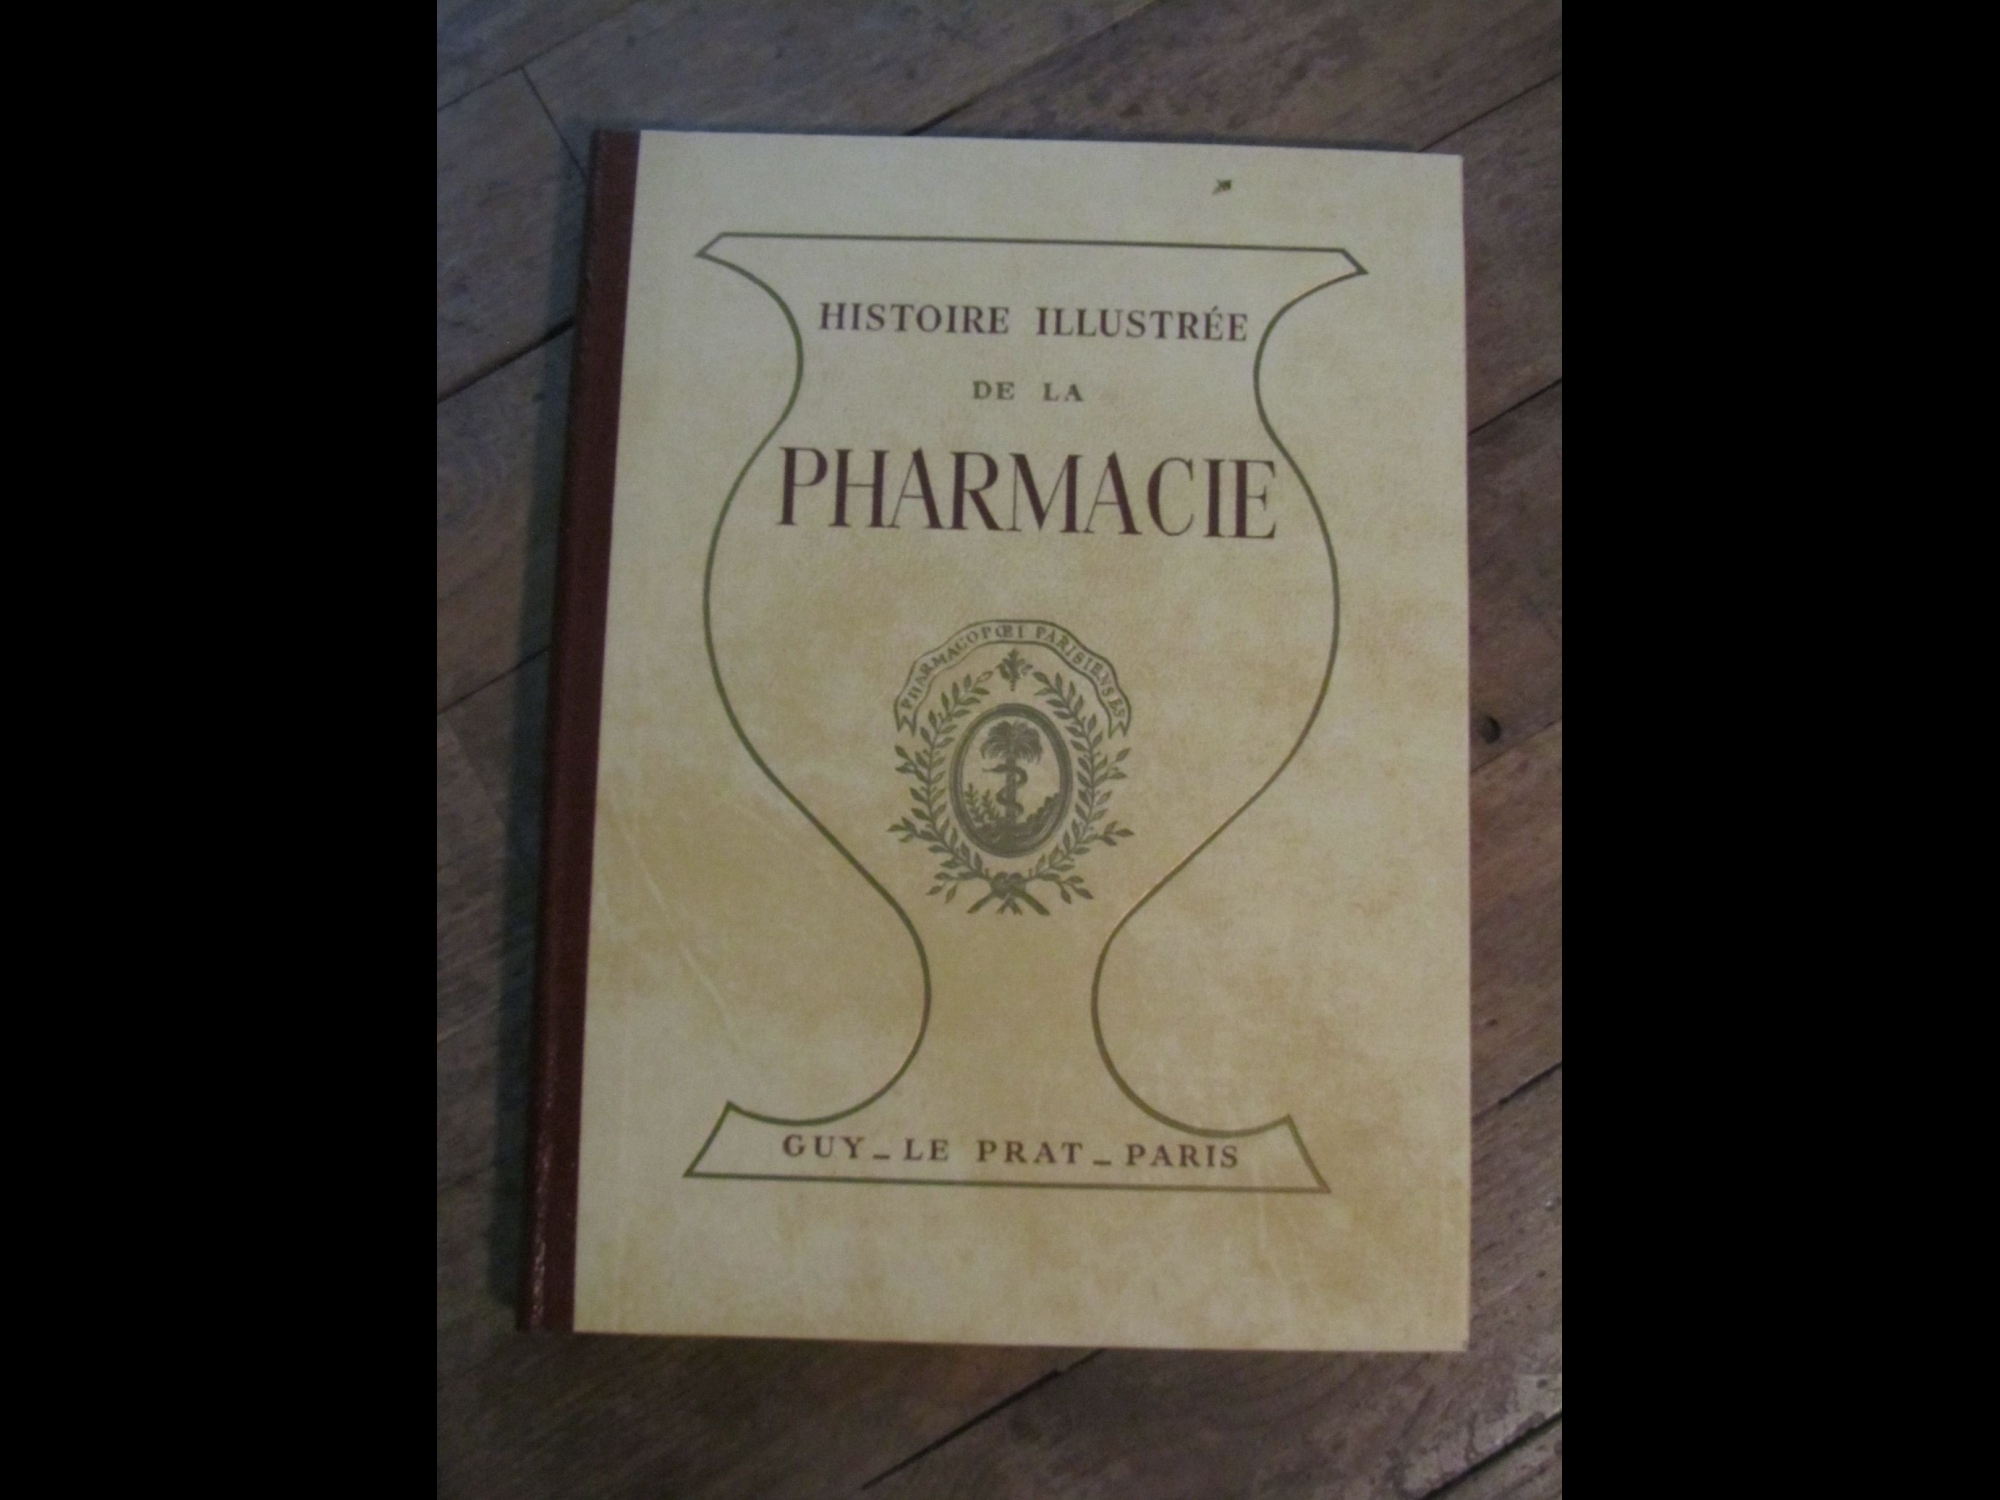 HISTOIRE ILLUSTRÉE
DE LA
PHARMACIE
PHARMACOPŒI PARISIENSES
GUY_LE PRAT_PARIS